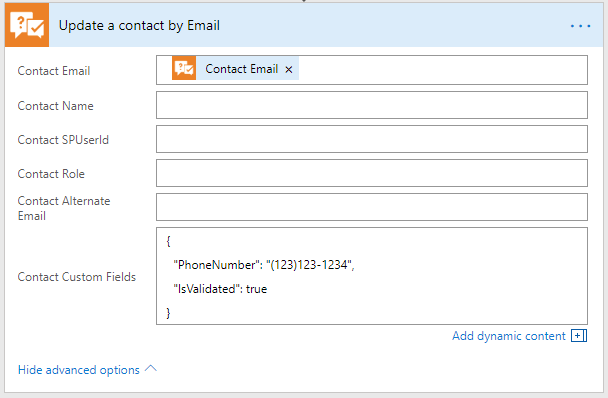 Update a contact by Email
Contact Email
Contact Email ×
Contact Name
Contact SPUserId
Contact Role
Contact Alternate
Email
Contact Custom Fields
{
"PhoneNumber": "(123)123-1234",
"IsValidated": true
}
Add dynamic content
Hide advanced options